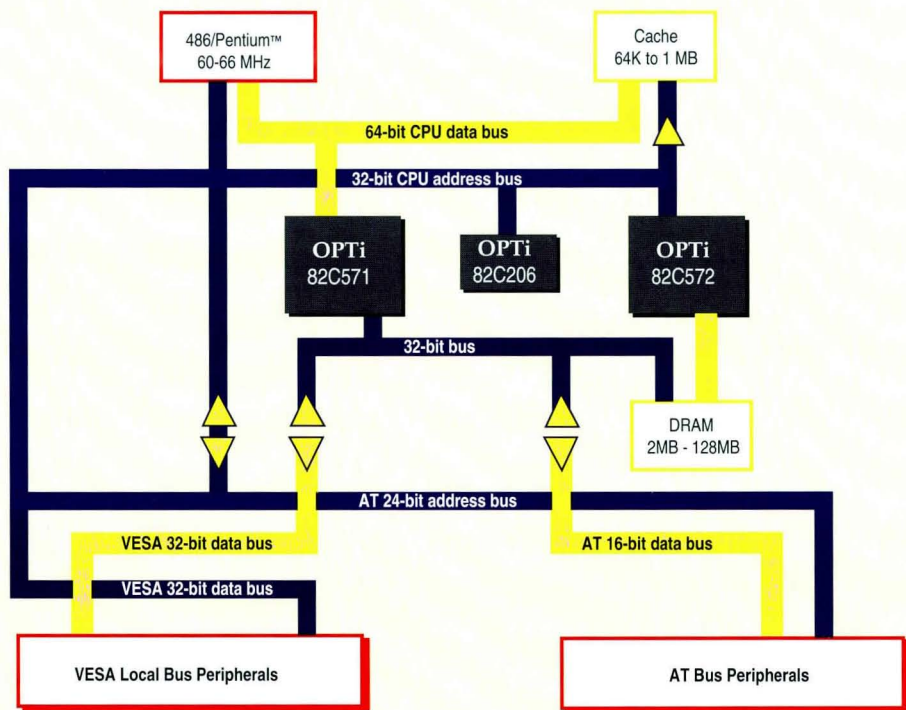 486/Pentium™
60-66 MHz
Cache
64K to 1 MB
64-bit CPU data bus
32-bit CPU address bus
OPTi
82C571
OPTi
82C206
OPTi
82C572
32-bit bus
DRAM
2MB - 128MB
AT 24-bit address bus
VESA 32-bit data bus
AT 16-bit data bus
VESA 32-bit data bus
VESA Local Bus Peripherals
AT Bus Peripherals